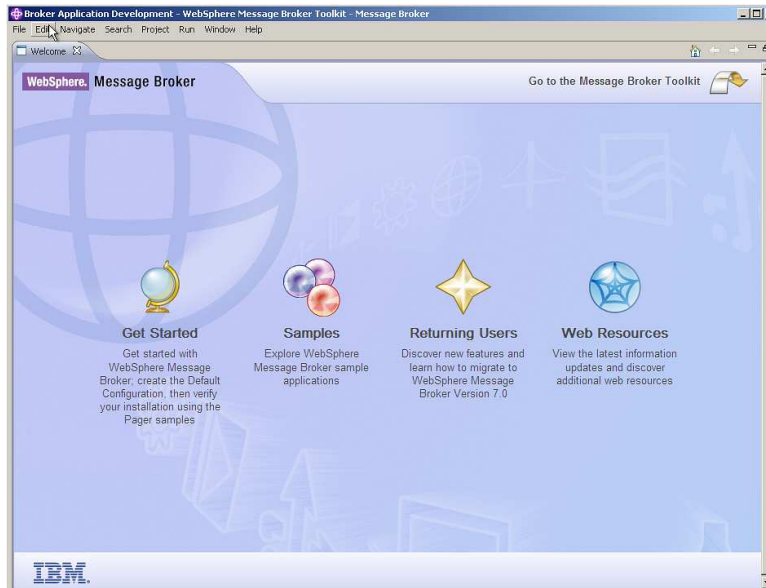 Broker Application Development - WebSphere Message Broker Toolkit - Message Broker
File Edit Navigate Search Project Run Window Help
Welcome
WebSphere. Message Broker
Go to the Message Broker Toolkit
Get Started
Get started with
WebSphere Message
Broker; create the Default
Configuration, then verify
your installation using the
Pager samples
Samples
Explore WebSphere
Message Broker sample
applications
Returning Users
Discover new features and
learn how to migrate to
WebSphere Message
Broker Version 7.0
Web Resources
View the latest information
updates and discover
additional web resources
IBM.